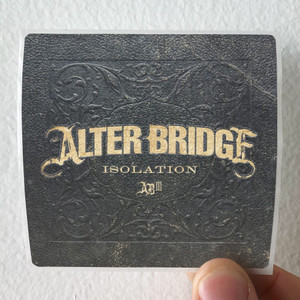 ALTER BRIDGE
ISOLATION
AB III